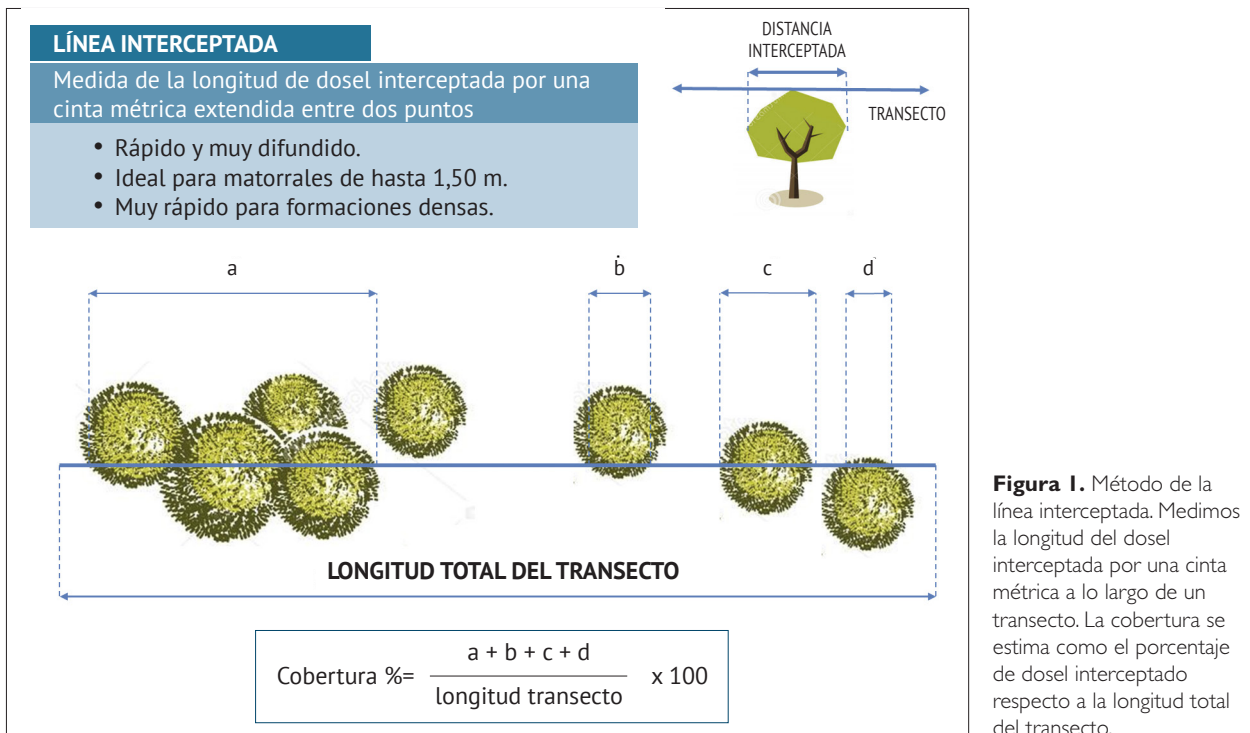 LÍNEA INTERCEPTADA
Medida de la longitud de dosel interceptada por una
cinta métrica extendida entre dos puntos
• Rápido y muy difundido.
• Ideal para matorrales de hasta 1,50 m.
• Muy rápido para formaciones densas.
DISTANCIA
INTERCEPTADA
TRANSECTO
a b c d
LONGITUD TOTAL DEL TRANSECTO
a + b + c + d
Cobertura %= x 100
longitud transecto
Figura 1. Método de la
línea interceptada. Medimos
la longitud del dosel
interceptada por una cinta
métrica a lo largo de un
transecto. La cobertura se
estima como el porcentaje
de dosel interceptado
respecto a la longitud total
del transecto.